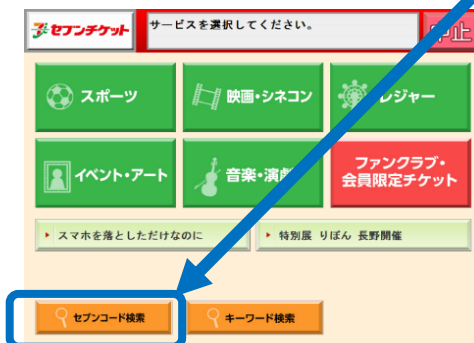 セブンチケット
サービスを選択してください。
中止
スポーツ
映画・シネコン
レジャー
イベント・アート
音楽・演劇
ファンクラブ・
会員限定チケット
スマホを落としただけなのに
特別展 りぼん 長野開催
セブンコード検索
キーワード検索